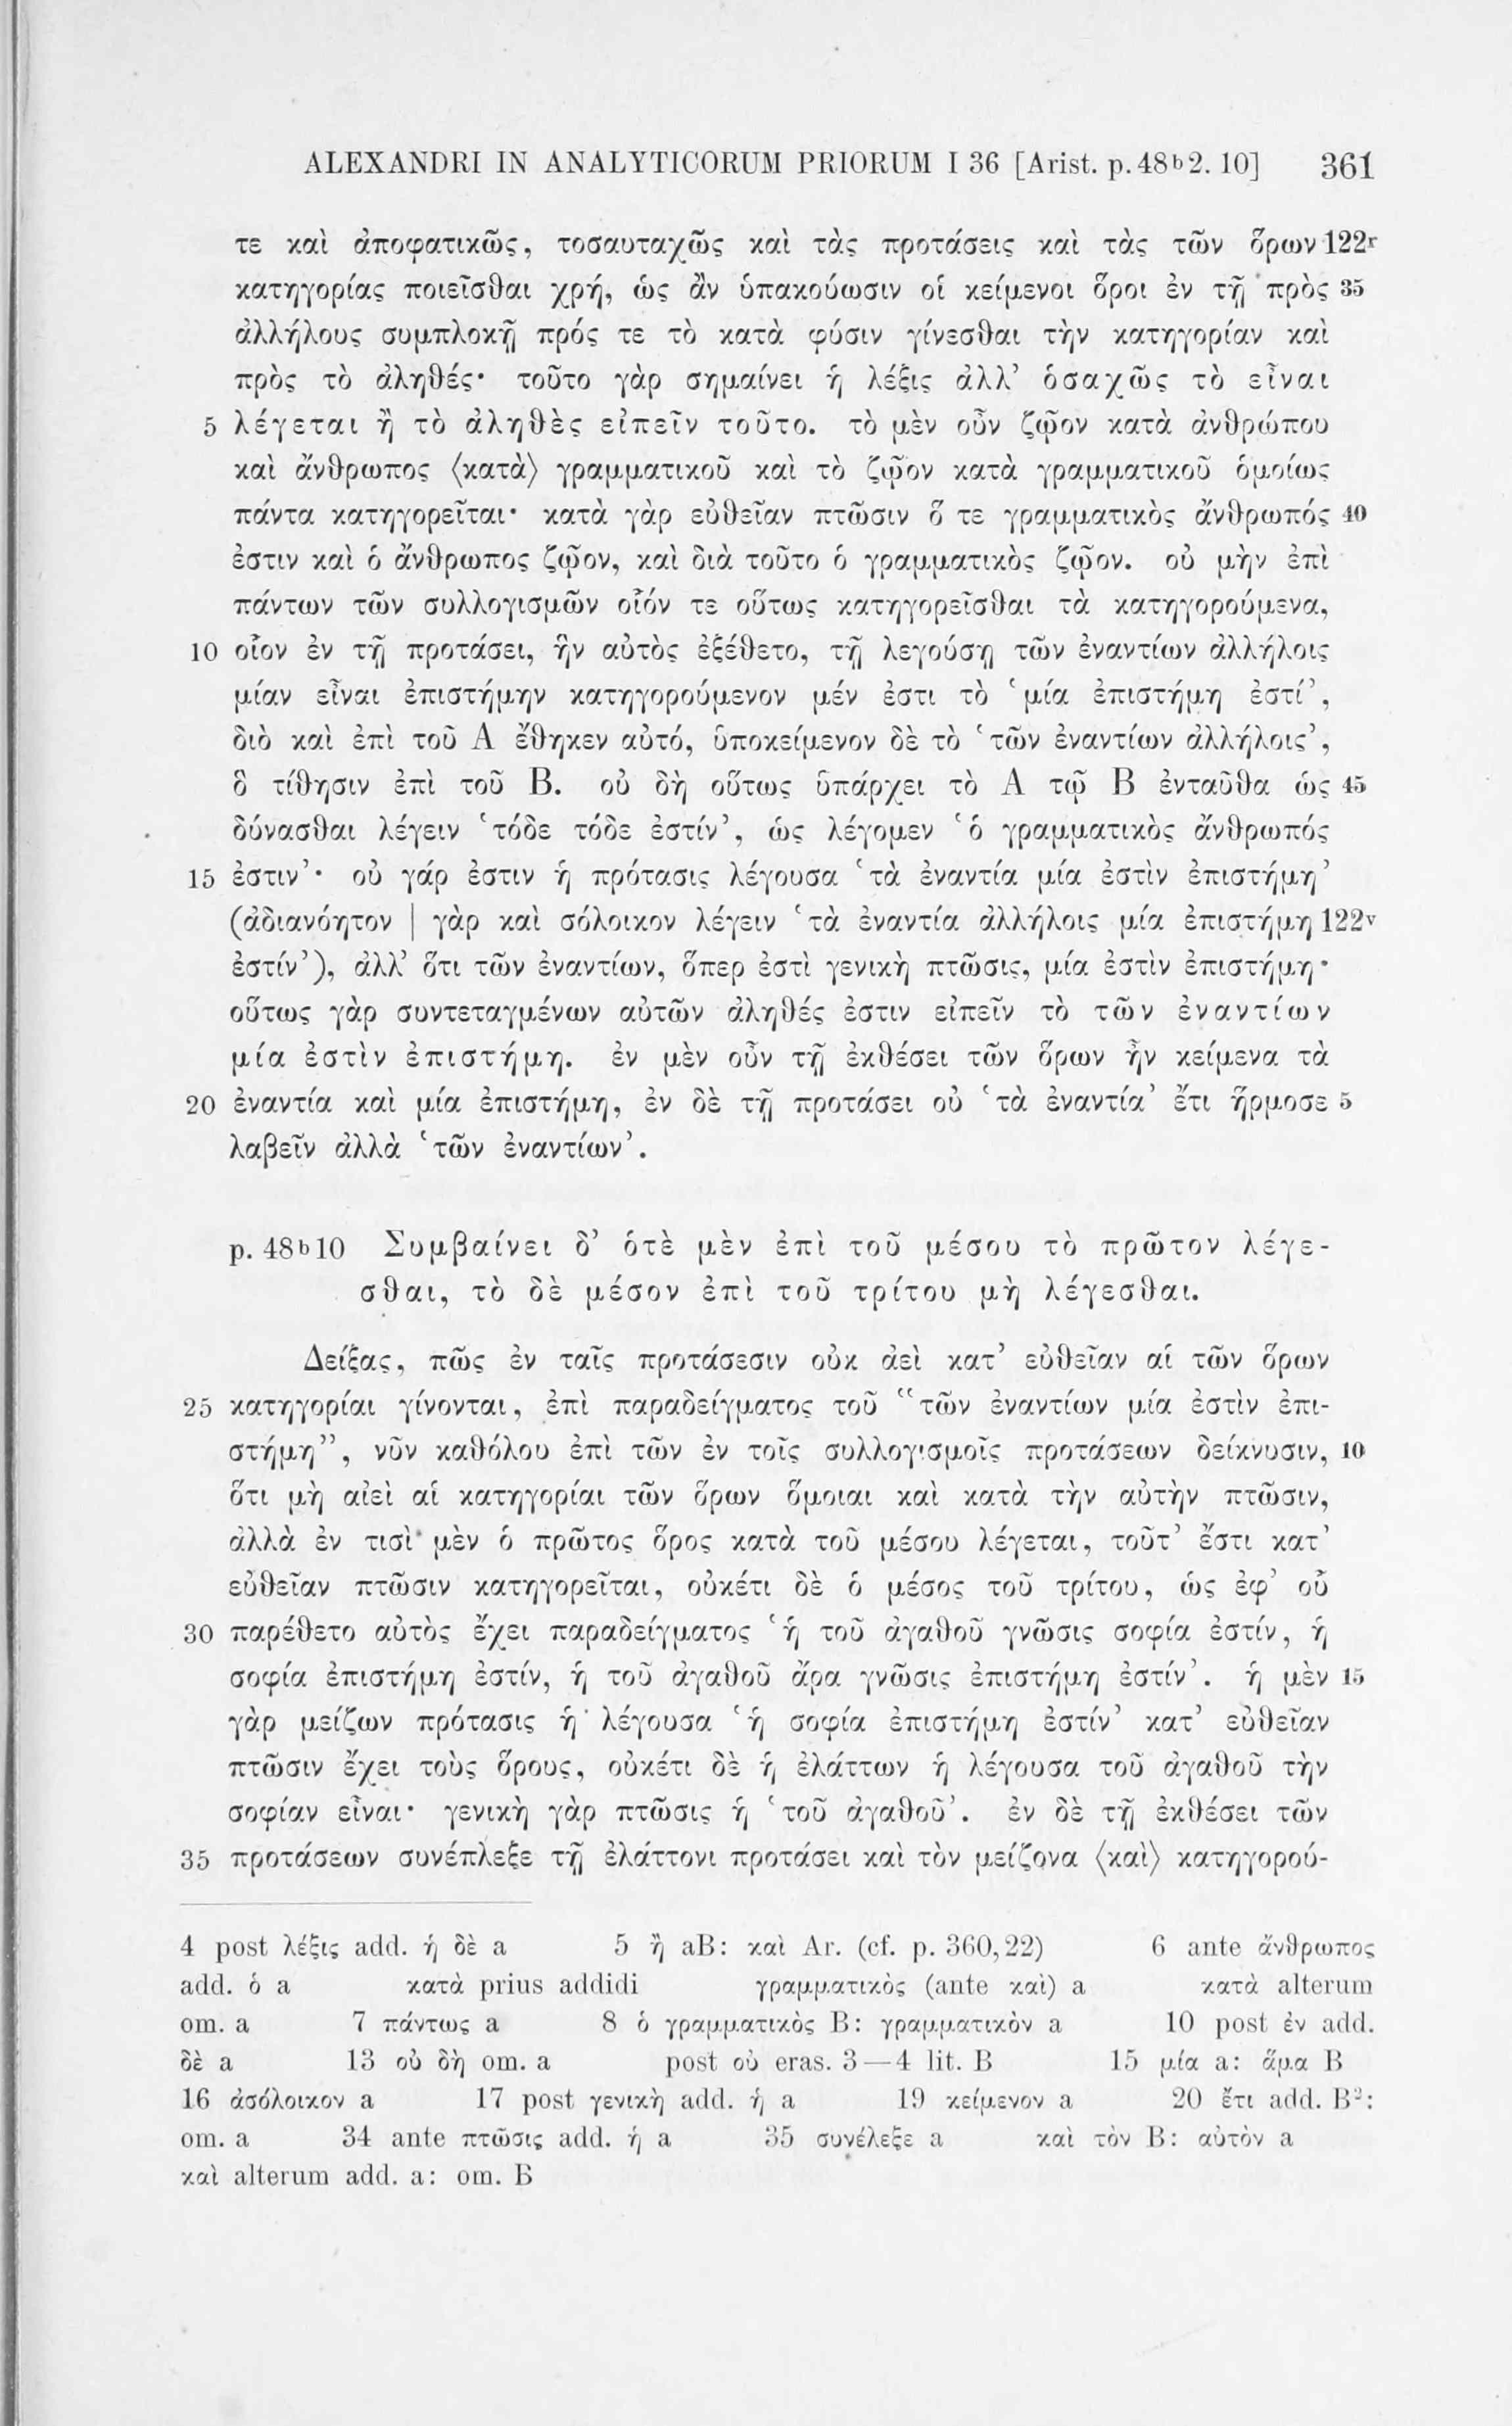 ALEXANDRI IN ANALYTICORUM PRIORUM I 36 [Arist. p. 48b2. 10] 361
τε καὶ ἀποφατικῶς, τοσαυταχῶς καὶ τὰς προτάσεις καὶ τὰς τῶν ὅρων 122r
κατηγορίας ποιεῖσθαι χρή, ὡς ἂν ὑπακούωσιν οἱ κείμενοι ὅροι ἐν τῇ πρὸς 35
ἀλλήλους συμπλοκῇ πρός τε τὸ κατὰ φύσιν γίνεσθαι τὴν κατηγορίαν καὶ
πρὸς τὸ ἀληθές· τοῦτο γὰρ σημαίνει ἡ λέξις ἀλλ’ ὁσαχῶς τὸ εἶναι
5 λέγεται ἢ τὸ ἀληθὲς εἰπεῖν τοῦτο. τὸ μὲν οὖν ζῷον κατὰ ἀνθρώπου
καὶ ἄνθρωπος ⟨κατὰ⟩ γραμματικοῦ καὶ τὸ ζῷον κατὰ γραμματικοῦ ὁμοίως
πάντα κατηγορεῖται· κατὰ γὰρ εὐθεῖαν πτῶσιν ὅ τε γραμματικὸς ἄνθρωπός 40
ἐστιν καὶ ὁ ἄνθρωπος ζῷον, καὶ διὰ τοῦτο ὁ γραμματικὸς ζῷον. οὐ μὴν ἐπὶ
πάντων τῶν συλλογισμῶν οἷόν τε οὕτως κατηγορεῖσθαι τὰ κατηγορούμενα,
10 οἷον ἐν τῇ προτάσει, ἣν αὐτὸς ἐξέθετο, τῇ λεγούσῃ τῶν ἐναντίων ἀλλήλοις
μίαν εἶναι ἐπιστήμην κατηγορούμενον μέν ἐστι τὸ ‘μία ἐπιστήμη ἐστί’,
διὸ καὶ ἐπὶ τοῦ Α ἔθηκεν αὐτό, ὑποκείμενον δὲ τὸ ‘τῶν ἐναντίων ἀλλήλοις’,
ὃ τίθησιν ἐπὶ τοῦ Β. οὐ δὴ οὕτως ὑπάρχει τὸ Α τῷ Β ἐνταῦθα ὡς 45
δύνασθαι λέγειν ‘τόδε τόδε ἐστίν’, ὡς λέγομεν ‘ὁ γραμματικὸς ἄνθρωπός
15 ἐστιν’· οὐ γάρ ἐστιν ἡ πρότασις λέγουσα ‘τὰ ἐναντία μία ἐστὶν ἐπιστήμη’
(ἀδιανόητον | γὰρ καὶ σόλοικον λέγειν ‘τὰ ἐναντία ἀλλήλοις μία ἐπιστήμη 122v
ἐστίν’), ἀλλ’ ὅτι τῶν ἐναντίων, ὅπερ ἐστὶ γενικὴ πτῶσις, μία ἐστὶν ἐπιστήμη·
οὕτως γὰρ συντεταγμένων αὐτῶν ἀληθές ἐστιν εἰπεῖν τὸ τῶν ἐναντίων
μία ἐστὶν ἐπιστήμη. ἐν μὲν οὖν τῇ ἐκθέσει τῶν ὅρων ἦν κείμενα τὰ
20 ἐναντία καὶ μία ἐπιστήμη, ἐν δὲ τῇ προτάσει οὐ ‘τὰ ἐναντία’ ἔτι ἥρμοσε 5
λαβεῖν ἀλλὰ ‘τῶν ἐναντίων’.
p. 48b10 Συμβαίνει δ’ ὁτὲ μὲν ἐπὶ τοῦ μέσου τὸ πρῶτον λέγε-
σθαι, τὸ δὲ μέσον ἐπὶ τοῦ τρίτου μὴ λέγεσθαι.
Δείξας, πῶς ἐν ταῖς προτάσεσιν οὐκ ἀεὶ κατ’ εὐθεῖαν αἱ τῶν ὅρων
25 κατηγορίαι γίνονται, ἐπὶ παραδείγματος τοῦ “τῶν ἐναντίων μία ἐστὶν ἐπι-
στήμη”, νῦν καθόλου ἐπὶ τῶν ἐν τοῖς συλλογισμοῖς προτάσεων δείκνυσιν, 10
ὅτι μὴ αἰεὶ αἱ κατηγορίαι τῶν ὅρων ὅμοιαι καὶ κατὰ τὴν αὐτὴν πτῶσιν,
ἀλλὰ ἐν τισὶ μὲν ὁ πρῶτος ὅρος κατὰ τοῦ μέσου λέγεται, τοῦτ’ ἔστι κατ’
εὐθεῖαν πτῶσιν κατηγορεῖται, οὐκέτι δὲ ὁ μέσος τοῦ τρίτου, ὡς ἐφ’ οὗ
30 παρέθετο αὐτὸς ἔχει παραδείγματος ‘ἡ τοῦ ἀγαθοῦ γνῶσις σοφία ἐστίν, ἡ
σοφία ἐπιστήμη ἐστίν, ἡ τοῦ ἀγαθοῦ ἄρα γνῶσις ἐπιστήμη ἐστίν’. ἡ μὲν 15
γὰρ μείζων πρότασις ἡ λέγουσα ‘ἡ σοφία ἐπιστήμη ἐστίν’ κατ’ εὐθεῖαν
πτῶσιν ἔχει τοὺς ὅρους, οὐκέτι δὲ ἡ ἐλάττων ἡ λέγουσα τοῦ ἀγαθοῦ τὴν
σοφίαν εἶναι· γενικὴ γὰρ πτῶσις ἡ ‘τοῦ ἀγαθοῦ’. ἐν δὲ τῇ ἐκθέσει τῶν
35 προτάσεων συνέπλεξε τῇ ἐλάττονι προτάσει καὶ τὸν μείζονα ⟨καὶ⟩ κατηγορού-
4 post λέξις add. ἡ δὲ a 5 ἢ aB: καὶ Ar. (cf. p. 360,22) 6 ante ἄνθρωπος
add. ὁ a κατὰ prius addidi γραμματικὸς (ante καὶ) a κατὰ alterum
om. a 7 πάντως a 8 ὁ γραμματικὸς B: γραμματικὸν a 10 post ἐν add.
δὲ a 13 οὐ δὴ om. a post οὐ eras. 3—4 lit. B 15 μία a: ἅμα B
16 ἀσόλοικον a 17 post γενικὴ add. ἡ a 19 κείμενον a 20 ἔτι add. B²:
om. a 34 ante πτῶσις add. ἡ a 35 συνέλεξε a καὶ τὸν B: αὐτὸν a
καὶ alterum add. a: om. B